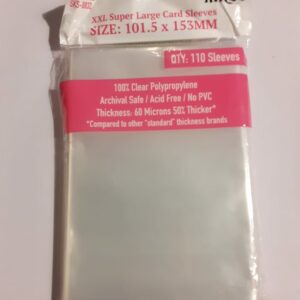 SKS-8132
XXL Super Large Card Sleeves
SIZE: 101.5 x 153MM
QTY: 110 Sleeves
100% Clear Polypropylene
Archival Safe / Acid Free / No PVC
Thickness: 60 Microns 50% Thicker*
*Compared to other "standard" thickness brands